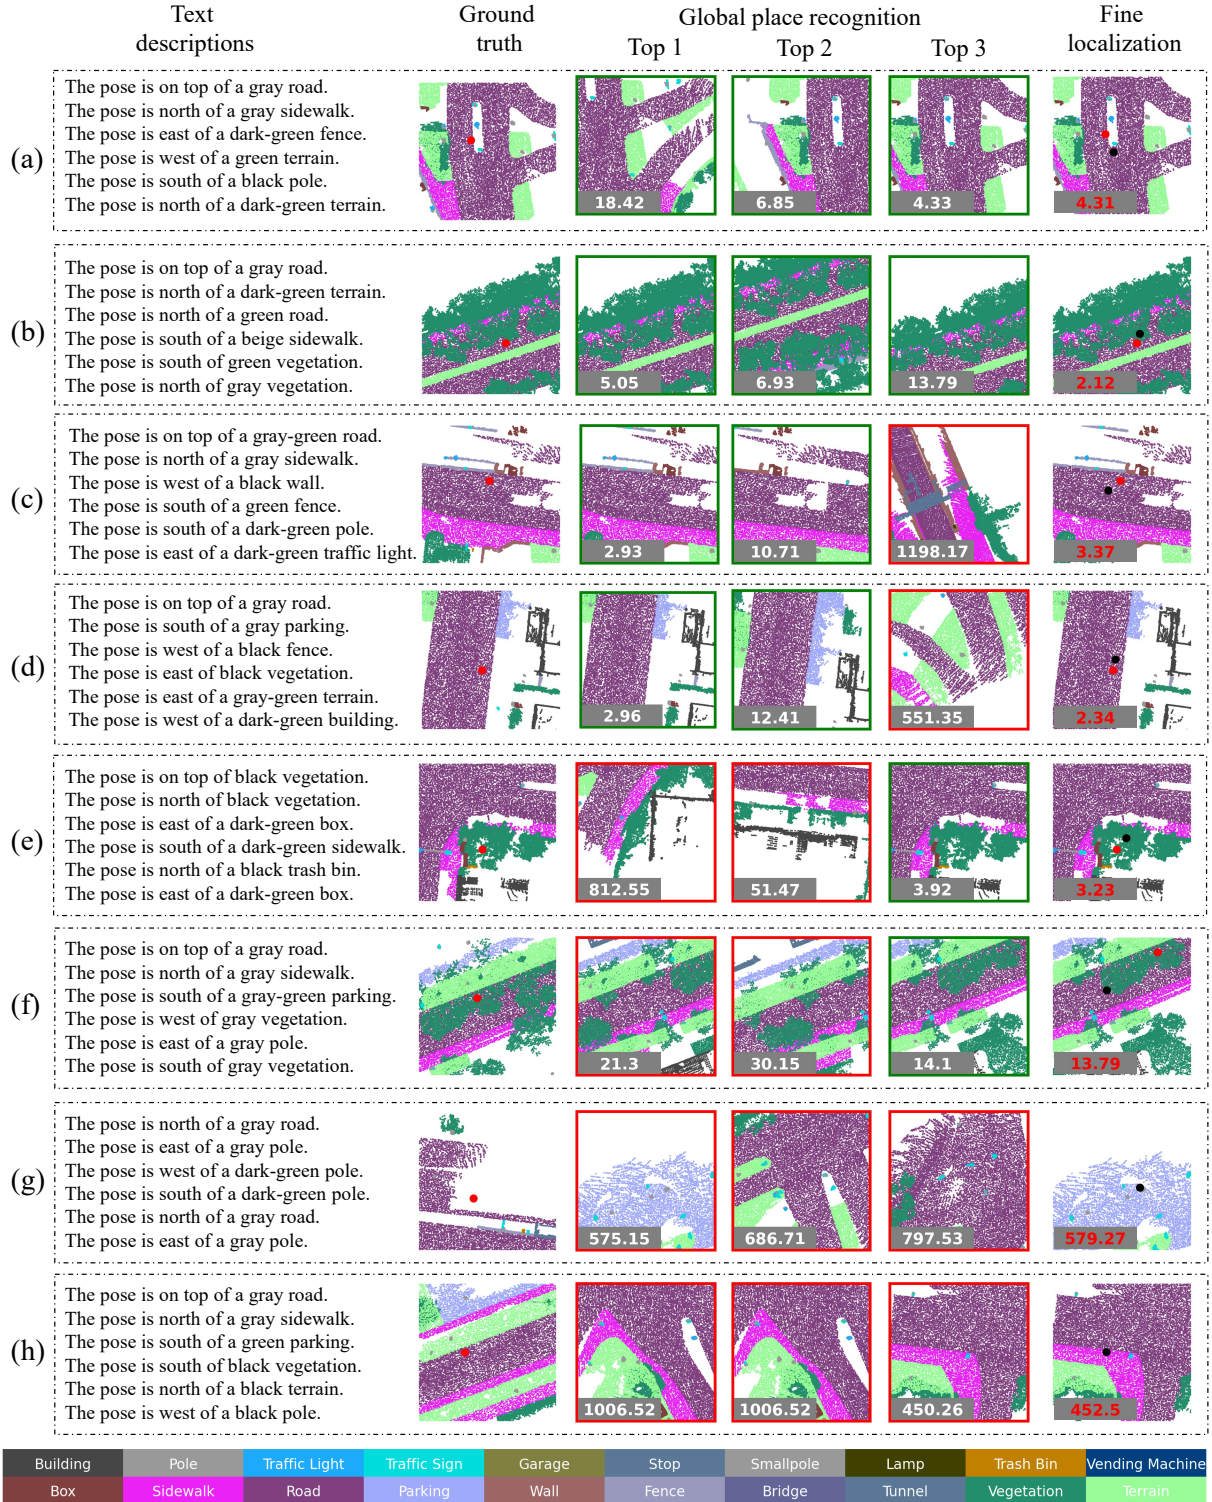 Text descriptions
Ground truth
Global place recognition
Top 1
Top 2
Top 3
Fine localization
(a)
The pose is on top of a gray road.
The pose is north of a gray sidewalk.
The pose is east of a dark-green fence.
The pose is west of a green terrain.
The pose is south of a black pole.
The pose is north of a dark-green terrain.
18.42
6.85
4.33
4.31
(b)
The pose is on top of a gray road.
The pose is north of a dark-green terrain.
The pose is north of a green road.
The pose is south of a beige sidewalk.
The pose is south of green vegetation.
The pose is north of gray vegetation.
5.05
6.93
13.79
2.12
(c)
The pose is on top of a gray-green road.
The pose is north of a gray sidewalk.
The pose is west of a black wall.
The pose is south of a green fence.
The pose is south of a dark-green pole.
The pose is east of a dark-green traffic light.
2.93
10.71
1198.17
3.37
(d)
The pose is on top of a gray road.
The pose is south of a gray parking.
The pose is west of a black fence.
The pose is east of black vegetation.
The pose is east of a gray-green terrain.
The pose is west of a dark-green building.
2.96
12.41
551.35
2.34
(e)
The pose is on top of black vegetation.
The pose is north of black vegetation.
The pose is east of a dark-green box.
The pose is south of a dark-green sidewalk.
The pose is north of a black trash bin.
The pose is east of a dark-green box.
812.55
51.47
3.92
3.23
(f)
The pose is on top of a gray road.
The pose is north of a gray sidewalk.
The pose is south of a gray-green parking.
The pose is west of gray vegetation.
The pose is east of a gray pole.
The pose is south of gray vegetation.
21.3
30.15
14.1
13.79
(g)
The pose is north of a gray road.
The pose is east of a gray pole.
The pose is west of a dark-green pole.
The pose is south of a dark-green pole.
The pose is north of a gray road.
The pose is east of a gray pole.
575.15
686.71
797.53
579.27
(h)
The pose is on top of a gray road.
The pose is north of a gray sidewalk.
The pose is south of a green parking.
The pose is south of black vegetation.
The pose is north of a black terrain.
The pose is west of a black pole.
1006.52
1006.52
450.26
452.5
Building Pole Traffic Light Traffic Sign Garage Stop Smallpole Lamp Trash Bin Vending Machine
Box Sidewalk Road Parking Wall Fence Bridge Tunnel Vegetation Terrain